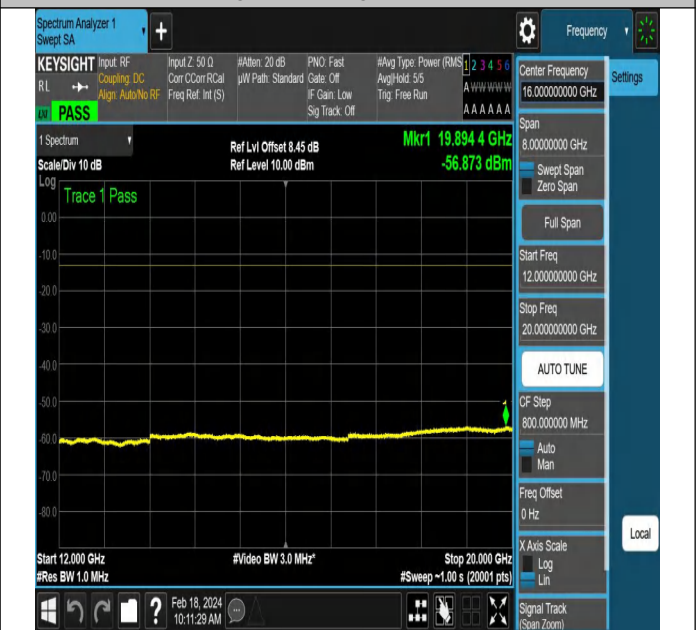 Spectrum Analyzer 1
Swept SA
+
Frequency
KEYSIGHT
RL
PASS
Input: RF
Coupling: DC
Align: Auto/No RF
Input Z: 50 Ω
Corr CCorr RCal
Freq Ref: Int (S)
#Atten: 20 dB
µW Path: Standard
PNO: Fast
Gate: Off
IF Gain: Low
Sig Track: Off
#Avg Type: Power (RMS
Avg|Hold: 5/5
Trig: Free Run
1 2 3 4 5 6
A W W W W W
A A A A A A
1 Spectrum
Scale/Div 10 dB
Ref Lvl Offset 8.45 dB
Ref Level 10.00 dBm
Mkr1 19.894 4 GHz
-56.873 dBm
Log
Trace 1 Pass
0.00
-10.0
-20.0
-30.0
-40.0
-50.0
-60.0
-70.0
-80.0
1
Start 12.000 GHz
#Res BW 1.0 MHz
#Video BW 3.0 MHz*
Stop 20.000 GHz
#Sweep ~1.00 s (20001 pts)
?
Feb 18, 2024
10:11:29 AM
Center Frequency
16.000000000 GHz
Settings
Span
8.00000000 GHz
Swept Span
Zero Span
Full Span
Start Freq
12.000000000 GHz
Stop Freq
20.000000000 GHz
AUTO TUNE
CF Step
800.000000 MHz
Auto
Man
Freq Offset
0 Hz
X Axis Scale
Log
Lin
Local
Signal Track
(Span Zoom)